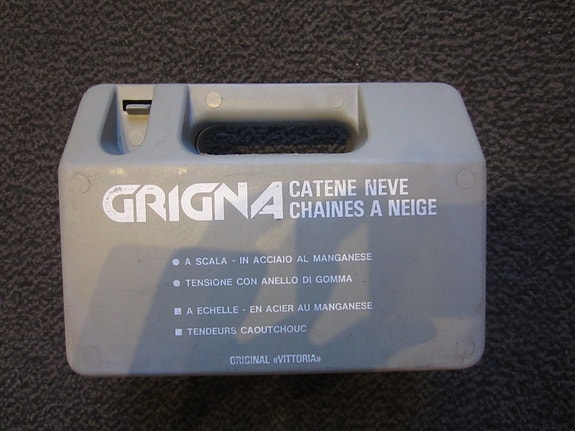 GRIGNA CATENE NEVE
CHAINES A NEIGE
A SCALA - IN ACCIAIO AL MANGANESE
TENSIONE CON ANELLO DI GOMMA
A ECHELLE - EN ACIER AU MANGANESE
TENDEURS CAOUTCHOUC
ORIGINAL «VITTORIA»